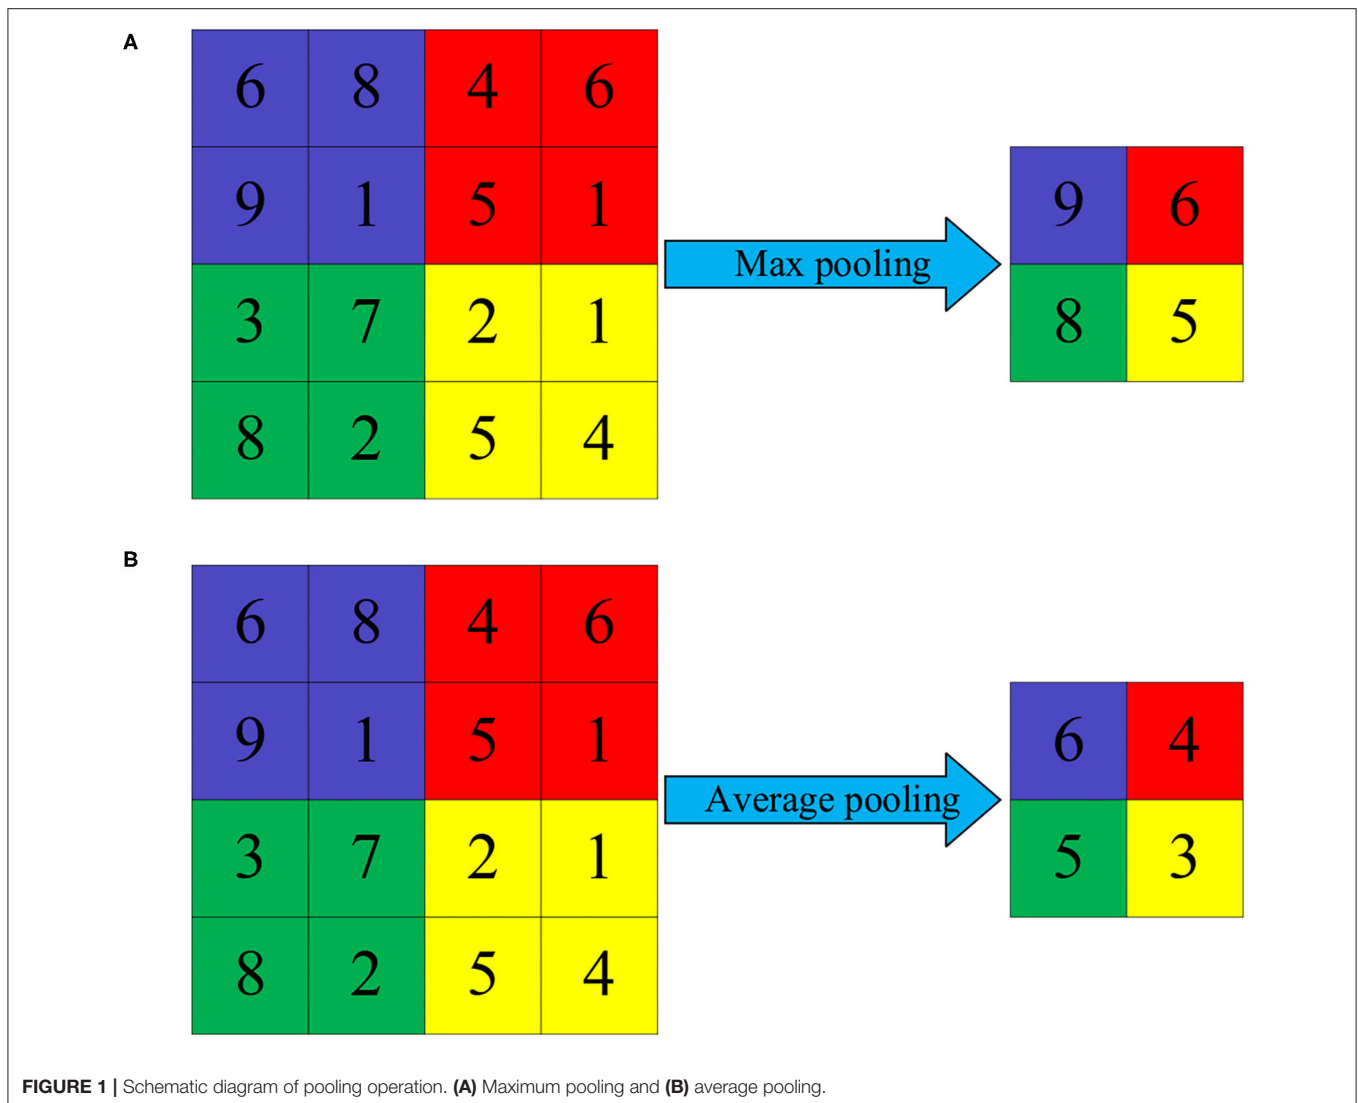 A
6 8 4 6
9 1 5 1
3 7 2 1
8 2 5 4
Max pooling
9 6
8 5
B
6 8 4 6
9 1 5 1
3 7 2 1
8 2 5 4
Average pooling
6 4
5 3
FIGURE 1 | Schematic diagram of pooling operation. (A) Maximum pooling and (B) average pooling.